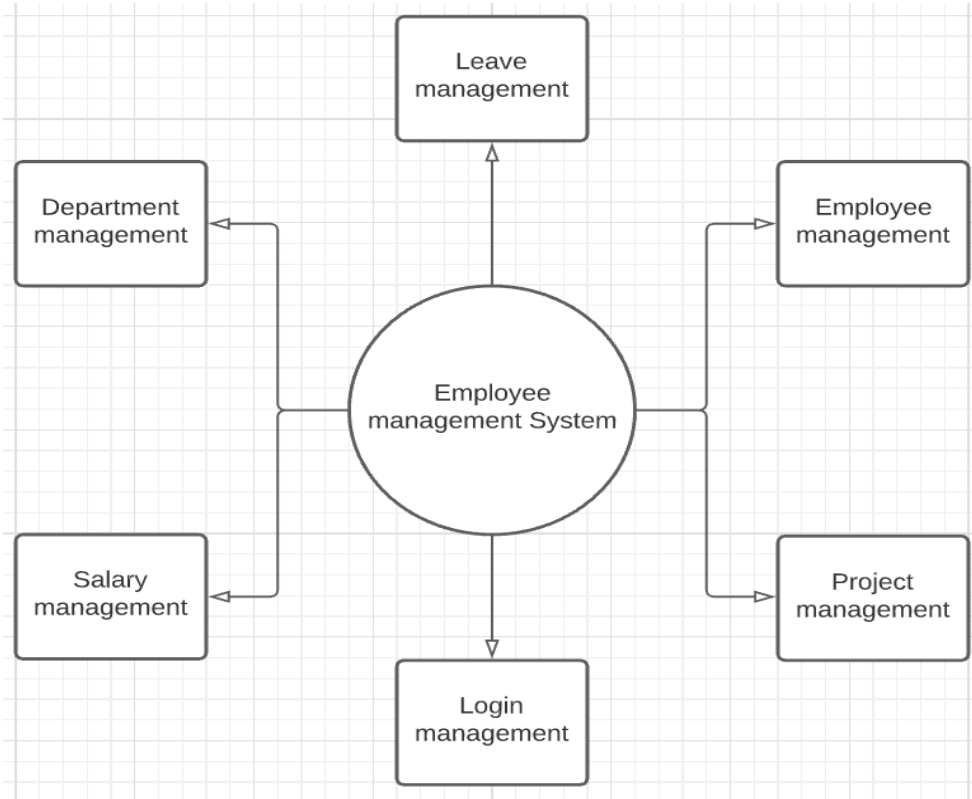 Leave
management
Department
management
Employee
management
Employee
management System
Salary
management
Project
management
Login
management